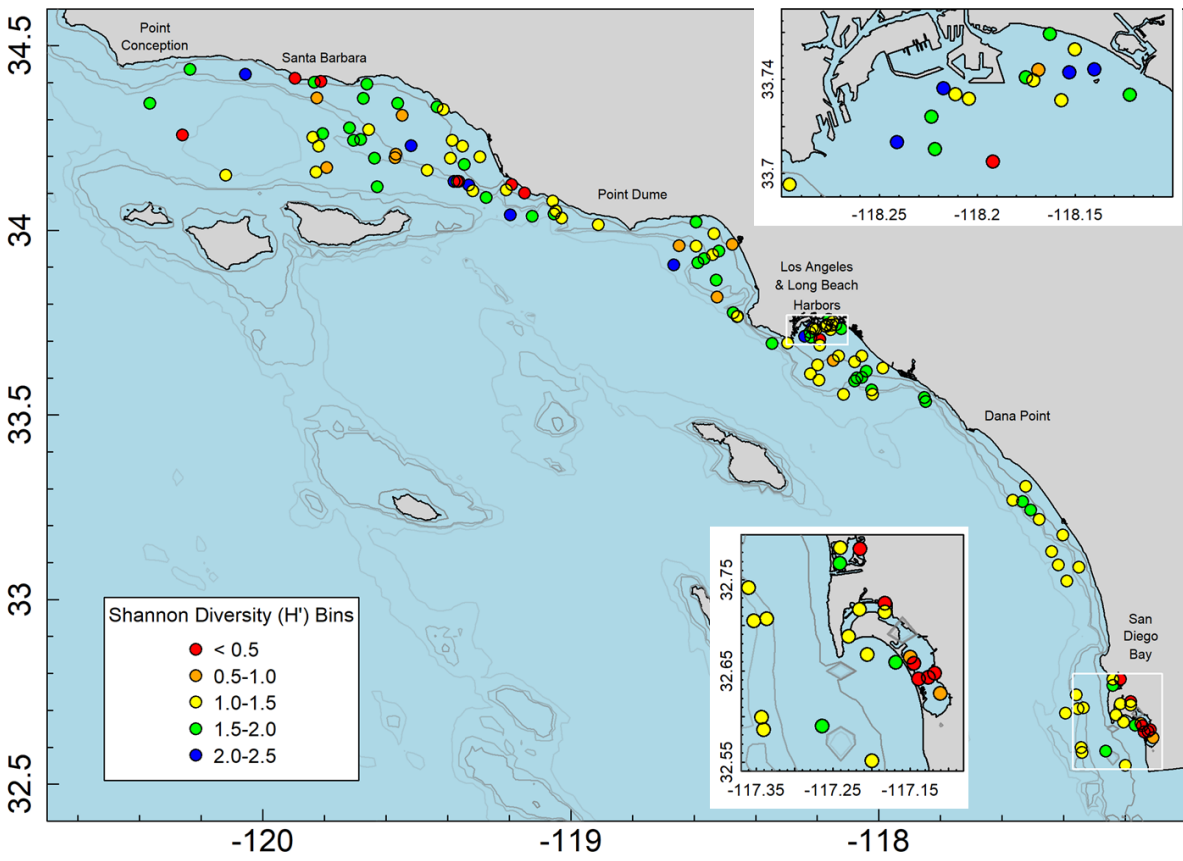 Point
Conception
Santa Barbara
Point Dume
Los Angeles
& Long Beach
Harbors
Dana Point
San
Diego
Bay
34.5
34
33.5
33
32.5
-120
-119
-118
33.74
33.7
-118.25
-118.2
-118.15
32.75
32.65
32.55
-117.35
-117.25
-117.15
Shannon Diversity (H') Bins
< 0.5
0.5-1.0
1.0-1.5
1.5-2.0
2.0-2.5